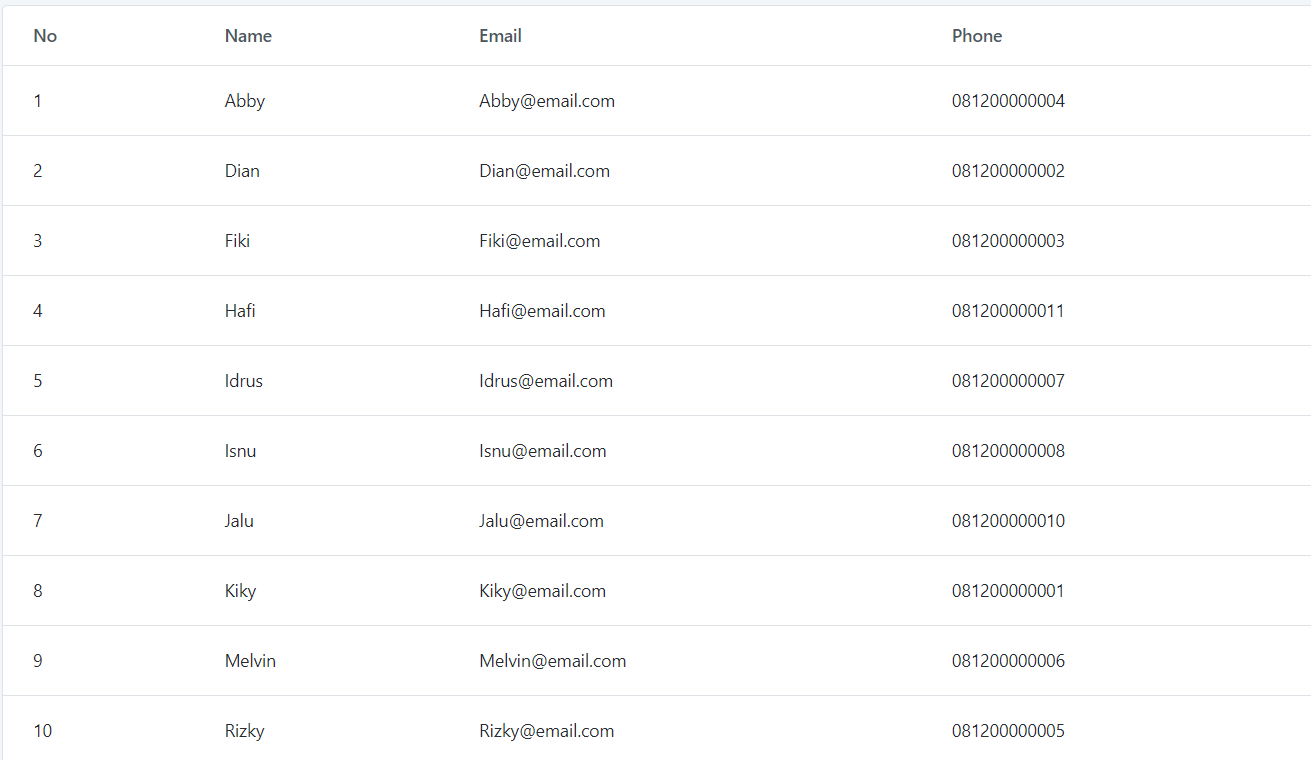 No Name Email Phone
1 Abby Abby@email.com 081200000004
2 Dian Dian@email.com 081200000002
3 Fiki Fiki@email.com 081200000003
4 Hafi Hafi@email.com 081200000011
5 Idrus Idrus@email.com 081200000007
6 Isnu Isnu@email.com 081200000008
7 Jalu Jalu@email.com 081200000010
8 Kiky Kiky@email.com 081200000001
9 Melvin Melvin@email.com 081200000006
10 Rizky Rizky@email.com 081200000005